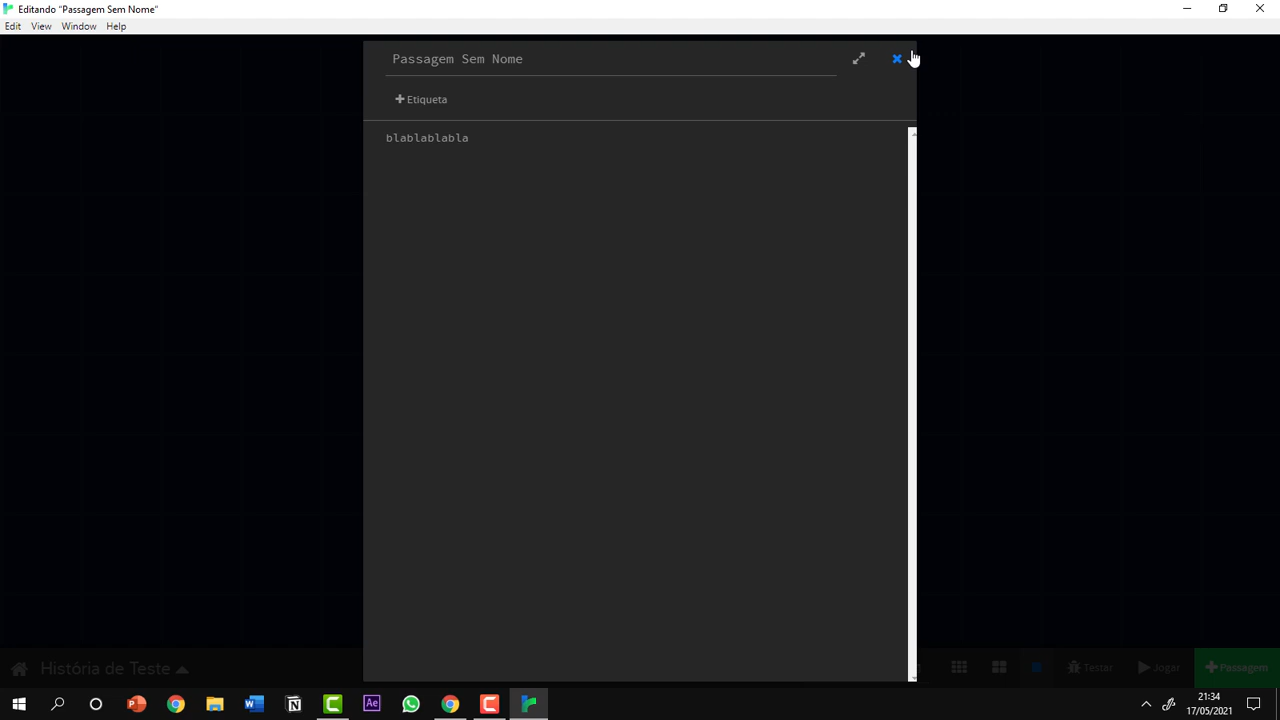 Editando "Passagem Sem Nome"
Edit View Window Help
Passagem Sem Nome
Etiqueta
blablablabla
História de Teste
Testar
Jogar
Passagem
Ae
21:34
17/05/2021